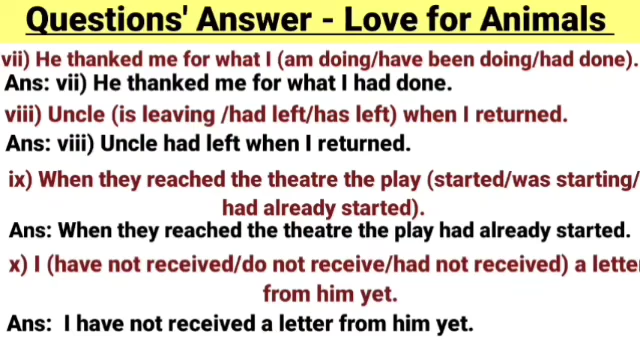 Questions' Answer - Love for Animals
vii) He thanked me for what I (am doing/have been doing/had done).
Ans: vii) He thanked me for what I had done.
viii) Uncle (is leaving /had left/has left) when I returned.
Ans: viii) Uncle had left when I returned.
ix) When they reached the theatre the play (started/was starting/
had already started).
Ans: When they reached the theatre the play had already started.
x) I (have not received/do not receive/had not received) a lette
from him yet.
Ans: I have not received a letter from him yet.